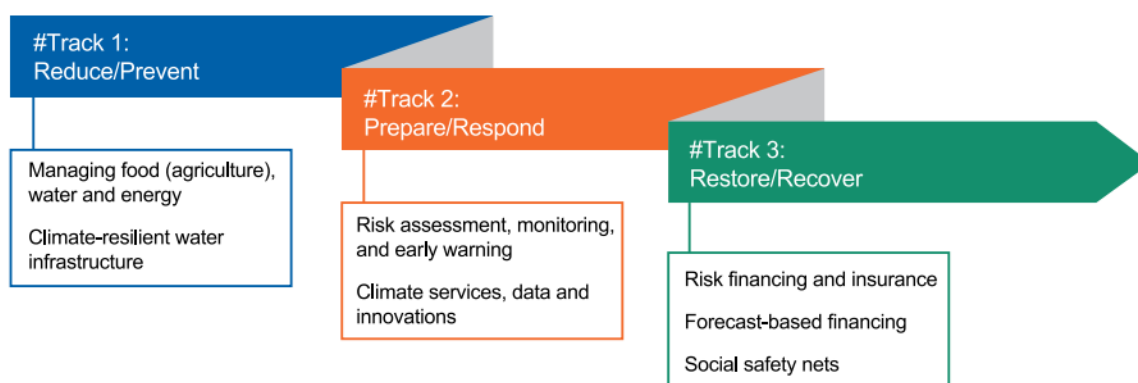 #Track 1:
Reduce/Prevent
Managing food (agriculture),
water and energy
Climate-resilient water
infrastructure
#Track 2:
Prepare/Respond
Risk assessment, monitoring,
and early warning
Climate services, data and
innovations
#Track 3:
Restore/Recover
Risk financing and insurance
Forecast-based financing
Social safety nets